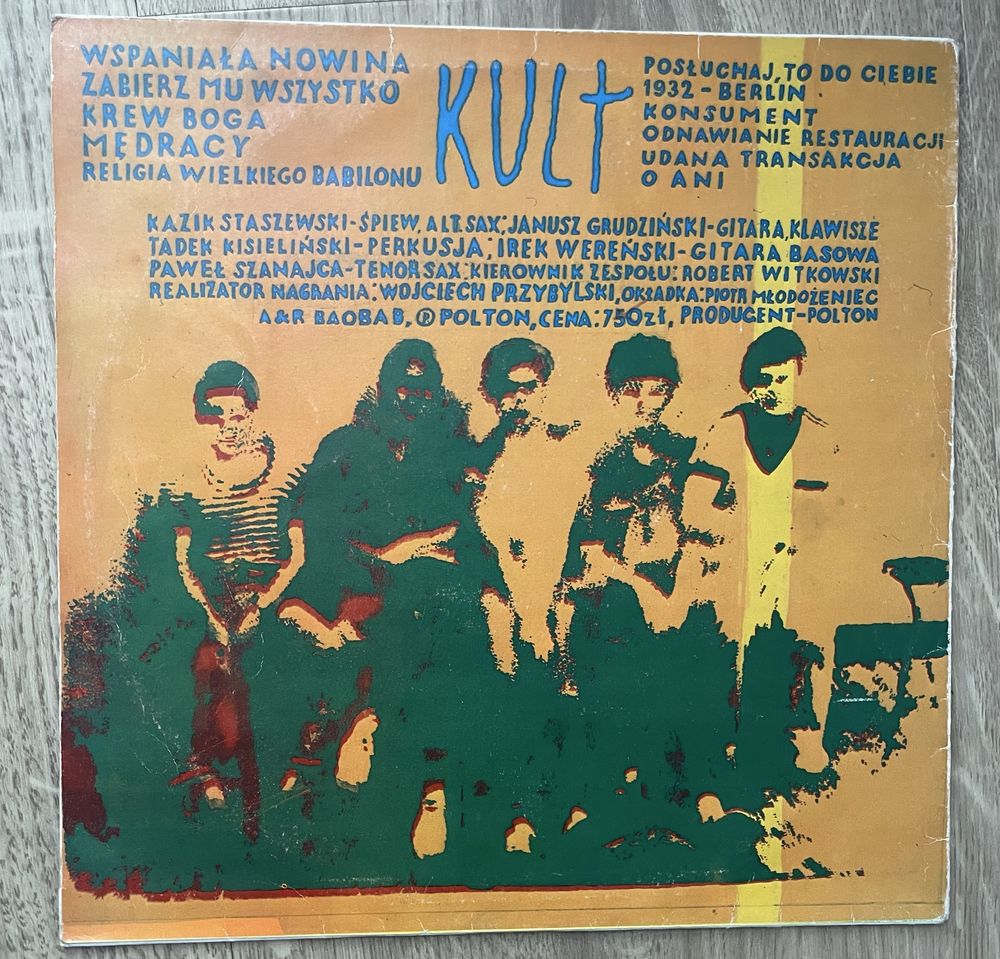 WSPANIAŁA NOWINA
ZABIERZ MU WSZYSTKO
KREW BOGA
MĘDRACY
RELIGIA WIELKIEGO BABILONU
KULT
POSŁUCHAJ, TO DO CIEBIE
1932 - BERLIN
KONSUMENT
ODNAWIANIE RESTAURACJI
UDANA TRANSAKCJA
O ANI
KAZIK STASZEWSKI-ŚPIEW, ALT. SAX; JANUSZ GRUDZIŃSKI-GITARA, KLAWISZE
TADEK KISIELIŃSKI-PERKUSJA; IREK WEREŃSKI-GITARA BASOWA
PAWEŁ SZANAJCA-TENOR SAX. KIEROWNIK ZESPOŁU: ROBERT WITKOWSKI
REALIZATOR NAGRANIA: WOJCIECH PRZYBYLSKI, OKŁADKA: PIOTR MŁODOŻENIEC
A&R BAOBAB, ℗ POLTON, CENA: 750zł, PRODUCENT-POLTON